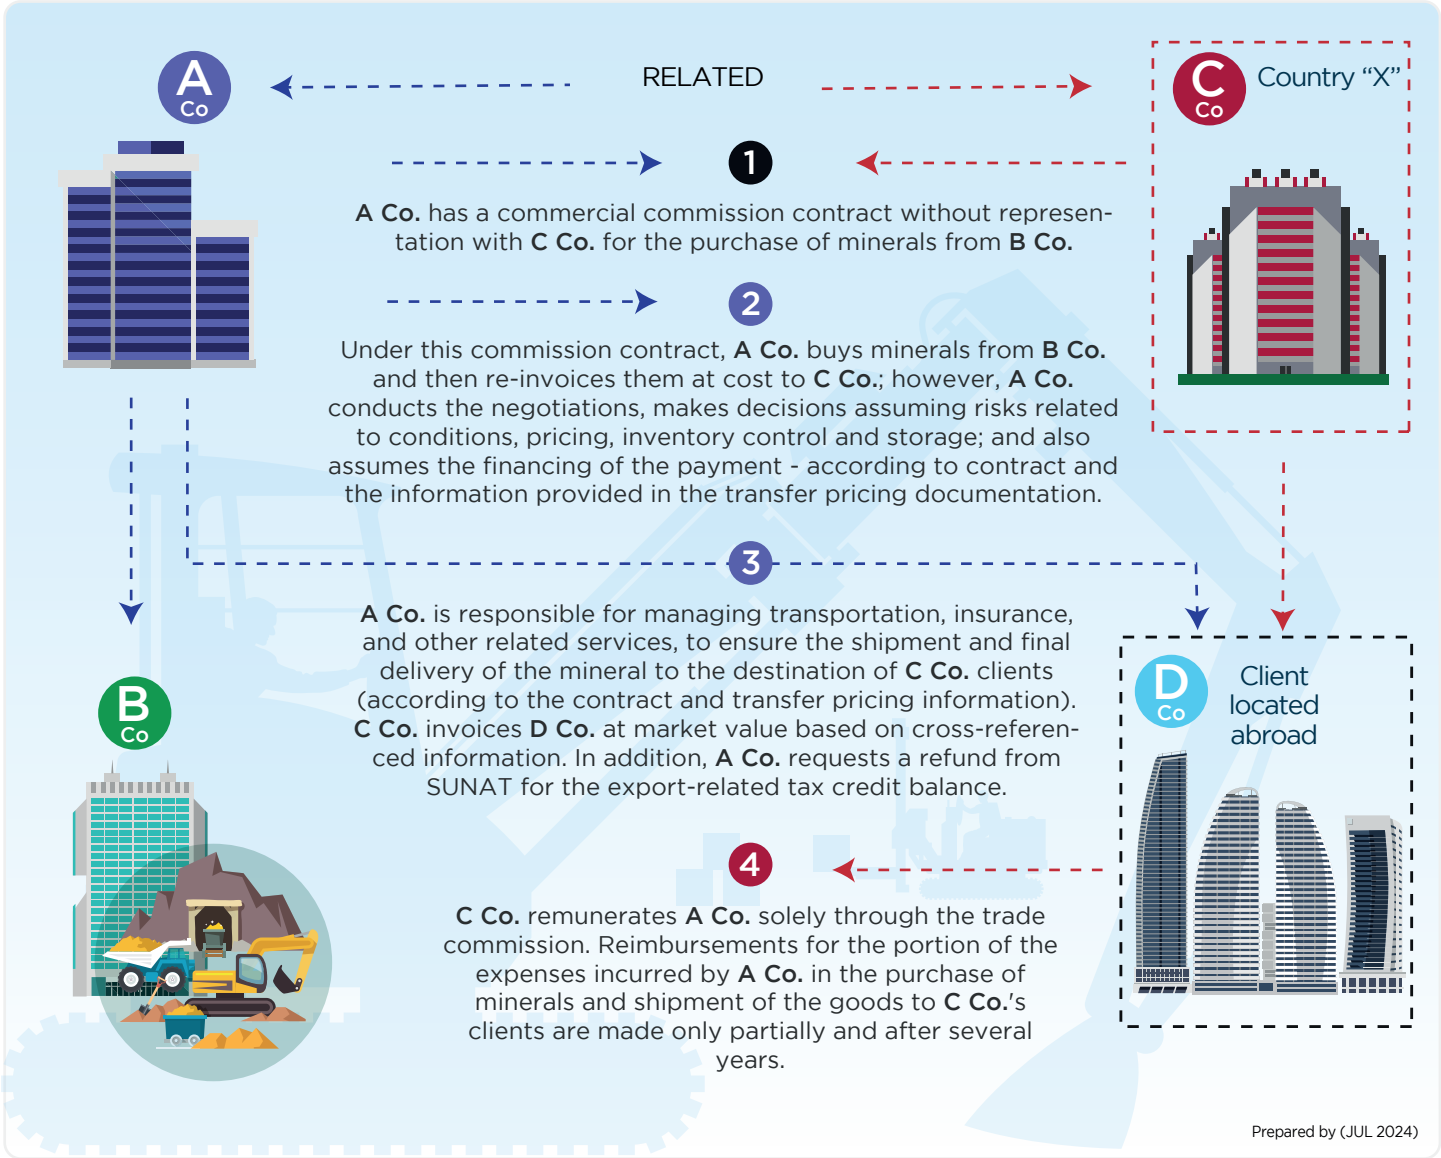 A
Co
RELATED
C
Co
Country “X”
1
A Co. has a commercial commission contract without represen-
tation with C Co. for the purchase of minerals from B Co.
2
Under this commission contract, A Co. buys minerals from B Co.
and then re-invoices them at cost to C Co.; however, A Co.
conducts the negotiations, makes decisions assuming risks related
to conditions, pricing, inventory control and storage; and also
assumes the financing of the payment - according to contract and
the information provided in the transfer pricing documentation.
3
A Co. is responsible for managing transportation, insurance,
and other related services, to ensure the shipment and final
delivery of the mineral to the destination of C Co. clients
(according to the contract and transfer pricing information).
C Co. invoices D Co. at market value based on cross-referen-
ced information. In addition, A Co. requests a refund from
SUNAT for the export-related tax credit balance.
B
Co
D
Co
Client
located
abroad
4
C Co. remunerates A Co. solely through the trade
commission. Reimbursements for the portion of the
expenses incurred by A Co. in the purchase of
minerals and shipment of the goods to C Co.'s
clients are made only partially and after several
years.
Prepared by (JUL 2024)